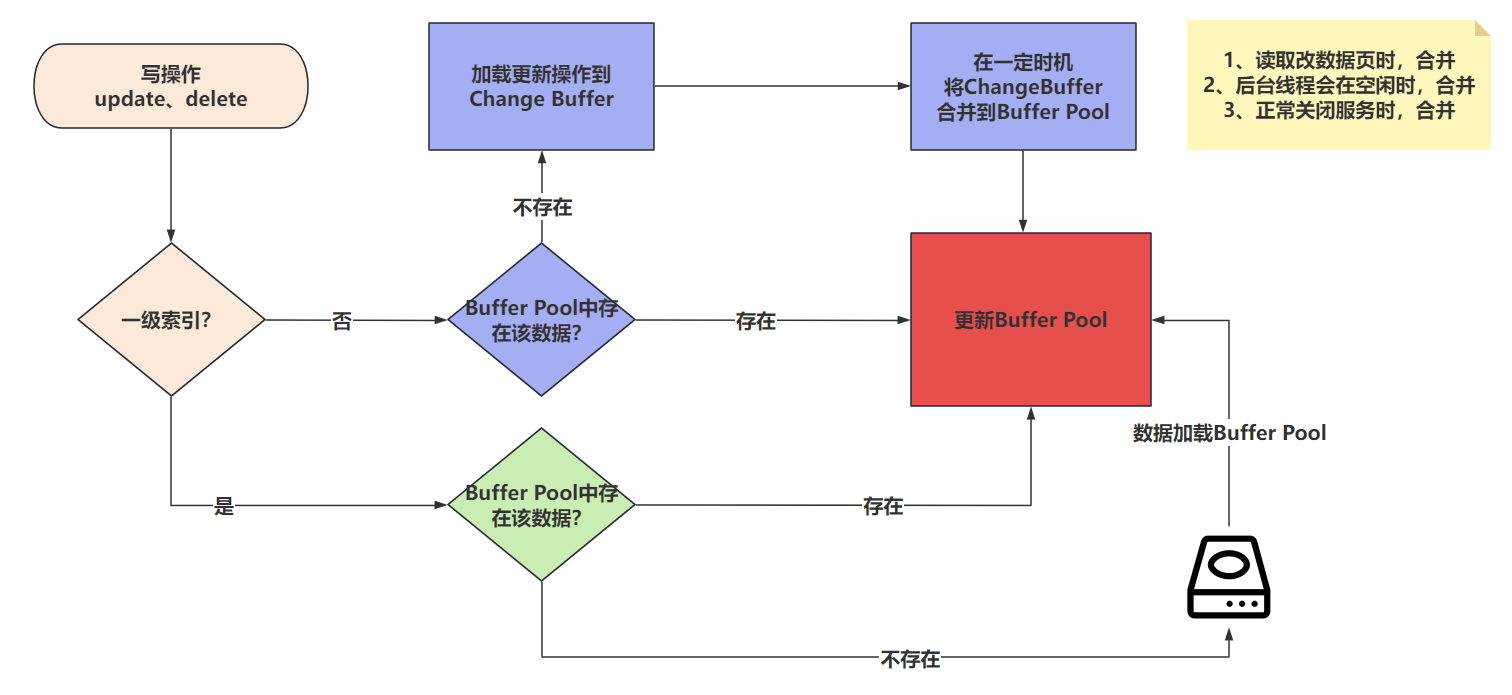 写操作
update、delete
加载更新操作到
Change Buffer
在一定时机
将ChangeBuffer
合并到Buffer Pool
1、读取改数据页时，合并
2、后台线程会在空闲时，合并
3、正常关闭服务时，合并
不存在
一级索引？
否
Buffer Pool中存
在该数据？
存在
更新Buffer Pool
数据加载Buffer Pool
是
Buffer Pool中存
在该数据？
存在
不存在